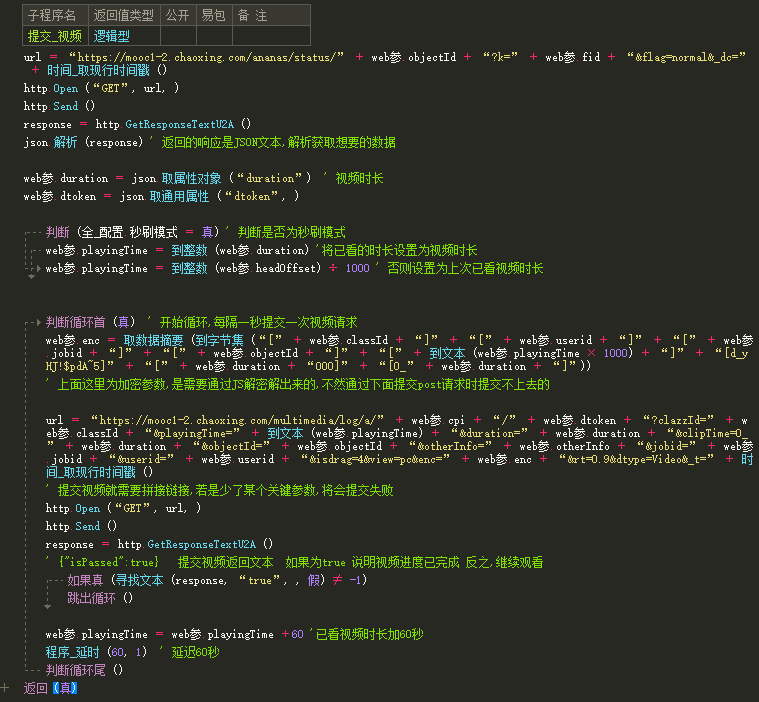 子程序名 返回值类型 公开 易包 备 注
提交_视频 逻辑型
url = “https://mooc1-2.chaoxing.com/ananas/status/” + web参.objectId + “?k=” + web参.fid + “&flag=normal&_dc=”
+ 时间_取现行时间戳 ()
http.Open (“GET”, url, )
http.Send ()
response = http.GetResponseTextU2A ()
json.解析 (response) ' 返回的响应是JSON文本,解析获取想要的数据
web参.duration = json.取属性对象 (“duration”) ' 视频时长
web参.dtoken = json.取通用属性 (“dtoken”, )
判断 (全_配置.秒刷模式 = 真) ' 判断是否为秒刷模式
web参.playingTime = 到整数 (web参.duration) '将已看的时长设置为视频时长
web参.playingTime = 到整数 (web参.headOffset) ÷ 1000 ' 否则设置为上次已看视频时长
判断循环首 (真) ' 开始循环,每隔一秒提交一次视频请求
web参.enc = 取数据摘要 (到字节集 (“[” + web参.classId + “]” + “[” + web参.userid + “]” + “[” + web参
.jobid + “]” + “[” + web参.objectId + “]” + “[” + 到文本 (web参.playingTime × 1000) + “]” + “[d_y
HJ!$pdA~5]” + “[” + web参.duration + “000]” + “[0_” + web参.duration + “]”))
' 上面这里为加密参数,是需要通过JS解密解出来的,不然通过下面提交post请求时提交不上去的
url = “https://mooc1-2.chaoxing.com/multimedia/log/a/” + web参.cpi + “/” + web参.dtoken + “?clazzId=” + w
eb参.classId + “&playingTime=” + 到文本 (web参.playingTime) + “&duration=” + web参.duration + “&clipTime=0_
” + web参.duration + “&objectId=” + web参.objectId + “&otherInfo=” + web参.otherInfo + “&jobid=” + web参
.jobid + “&userid=” + web参.userid + “&isdrag=4&view=pc&enc=” + web参.enc + “&rt=0.9&dtype=Video&_t=” + 时
间_取现行时间戳 ()
' 提交视频就需要拼接链接,若是少了某个关键参数,将会提交失败
http.Open (“GET”, url, )
http.Send ()
response = http.GetResponseTextU2A ()
' {"isPassed":true} 提交视频返回文本 如果为true 说明视频进度已完成 反之,继续观看
如果真 (寻找文本 (response, “true”, , 假) ≠ -1)
跳出循环 ()
web参.playingTime = web参.playingTime +60 '已看视频时长加60秒
程序_延时 (60, 1) ' 延迟60秒
判断循环尾 ()
返回 (真)